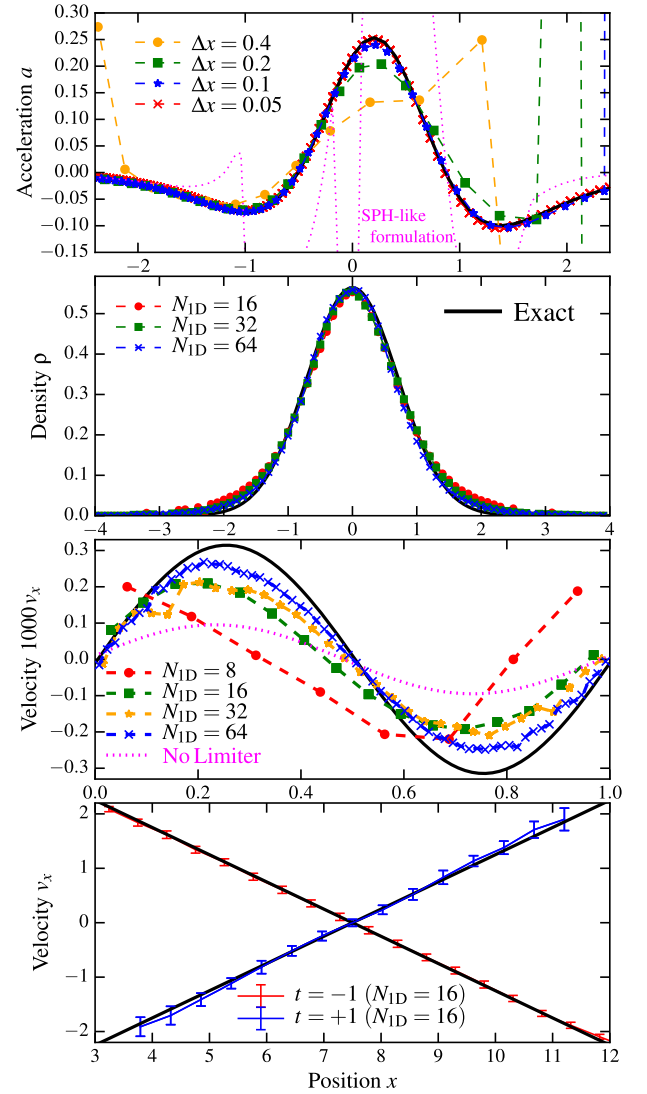 0.30
0.25
0.20
0.15
0.10
0.05
0.00
−0.05
−0.10
−0.15
Acceleration a
Δx = 0.4
Δx = 0.2
Δx = 0.1
Δx = 0.05
SPH-like
formulation
−2 −1 0 1 2
0.5
0.4
0.3
0.2
0.1
0.0
Density ρ
N1D = 16
N1D = 32
N1D = 64
Exact
−4 −3 −2 −1 0 1 2 3 4
0.3
0.2
0.1
0.0
−0.1
−0.2
−0.3
Velocity 1000vx
N1D = 8
N1D = 16
N1D = 32
N1D = 64
No Limiter
0.0 0.2 0.4 0.6 0.8 1.0
2
1
0
−1
−2
Velocity vx
t = −1 (N1D = 16)
t = +1 (N1D = 16)
3 4 5 6 7 8 9 10 11 12
Position x